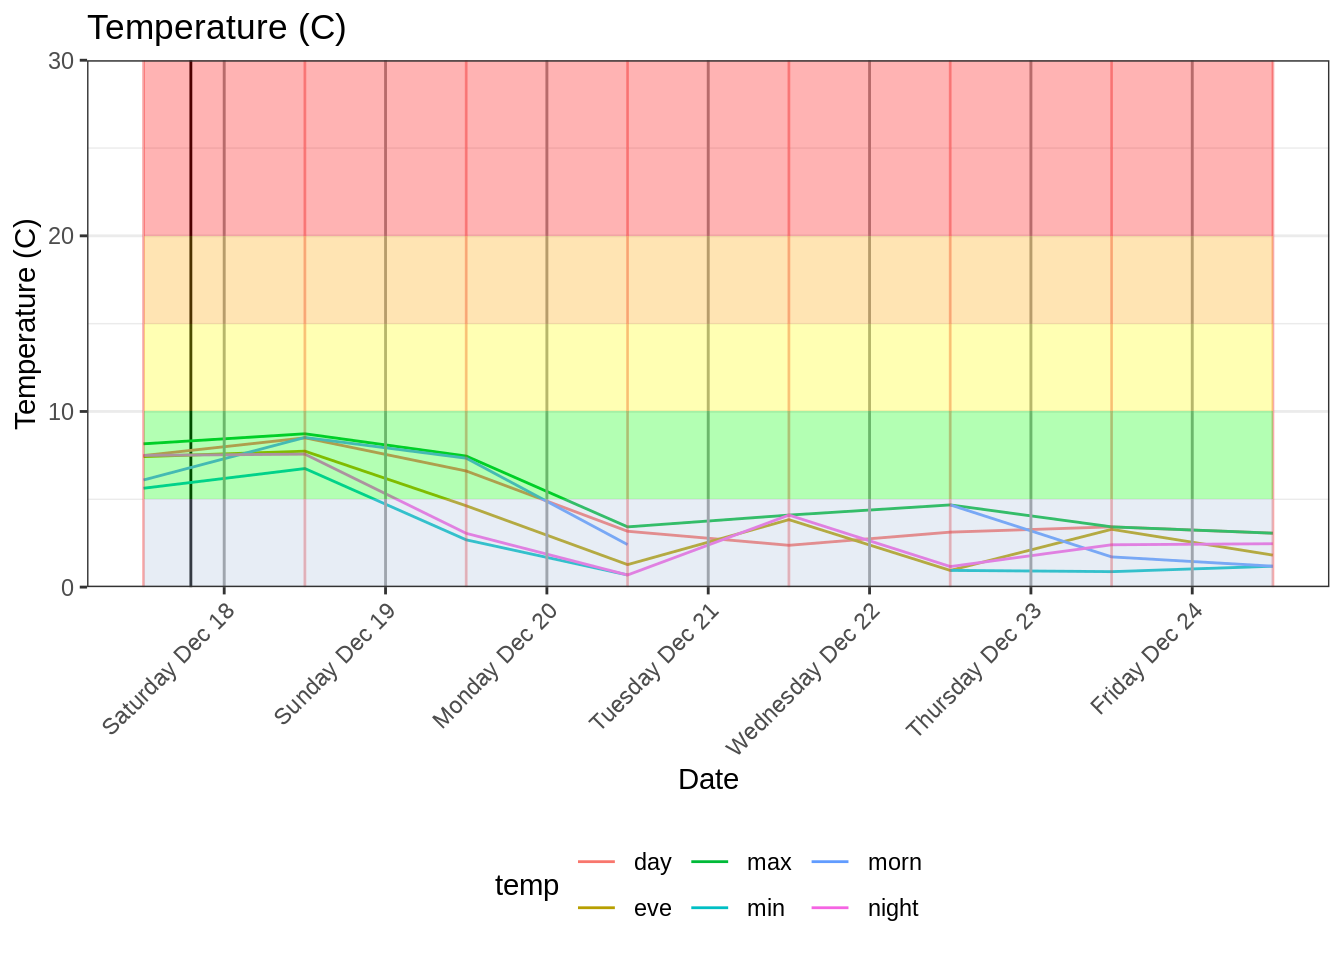 Temperature (C)
Temperature (C)
30
20
10
0
Saturday Dec 18
Sunday Dec 19
Monday Dec 20
Tuesday Dec 21
Wednesday Dec 22
Thursday Dec 23
Friday Dec 24
Date
temp
day
max
morn
eve
min
night